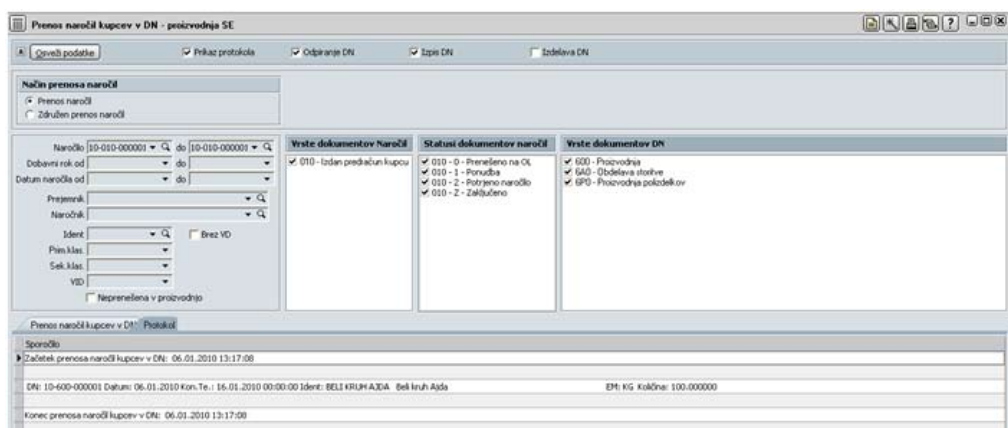 Prenos naročil kupcev v DN - proizvodnja SE
Osveži podatke
Prikaz protokola
Odpiranje DN
Izpis DN
Izdelava DN
Način prenosa naročil
Prenos naročil
Združen prenos naročil
Naročilo 10-010-000001 do 10-010-000001
Dobavni rok od do
Datum naročila od do
Prejemnik
Naročnik
Ident Brez VD
Prim.klas.
Sek.klas.
VID
Neprenešena v proizvodnjo
Vrste dokumentov Naročil
010 - Izdan predračun kupcu
Statusi dokumentov naročil
010 - 0 - Prenešeno na OL
010 - 1 - Ponudba
010 - 2 - Potrjeno naročilo
010 - Z - Zaključeno
Vrste dokumentov DN
600 - Proizvodnja
6A0 - Obdelava storitve
6P0 - Proizvodnja polizdelkov
Prenos naročil kupcev v DN Protokol
Sporočilo
Začetek prenosa naročil kupcev v DN: 06.01.2010 13:17:08
DN: 10-600-000001 Datum: 06.01.2010 Kon.Te.: 16.01.2010 00:00:00 Ident: BELI KRUH AJDA Beli kruh Ajda EM: KG Količina: 100.000000
Konec prenosa naročil kupcev v DN: 06.01.2010 13:17:08